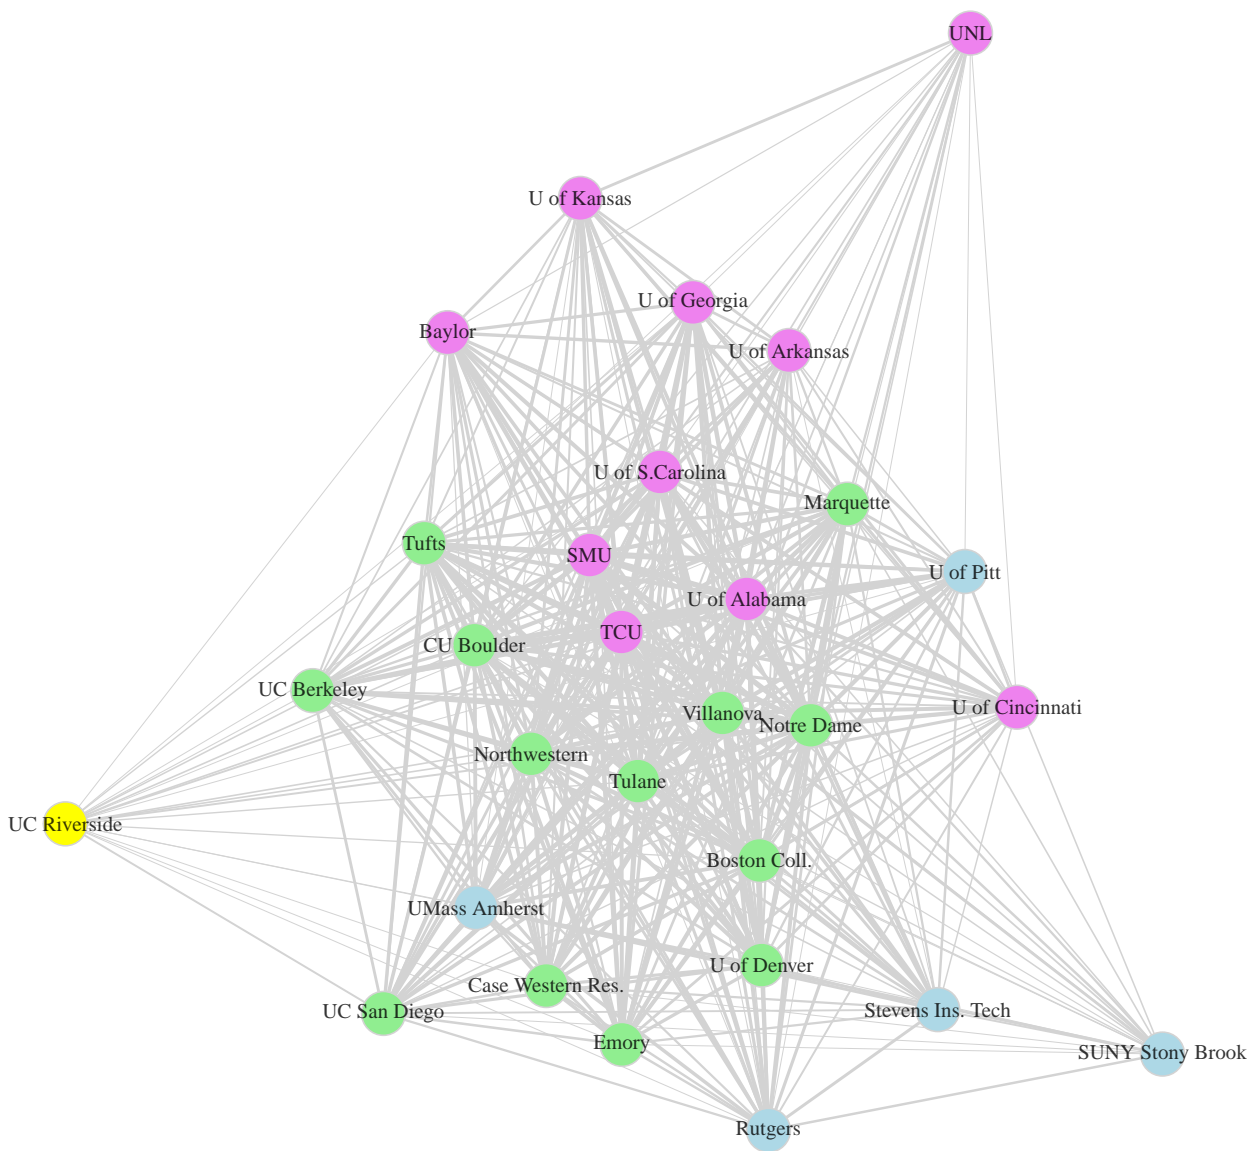 UNL
U of Kansas
U of Georgia
Baylor
U of Arkansas
U of S.Carolina
Marquette
Tufts
SMU
U of Pitt
U of Alabama
TCU
CU Boulder
UC Berkeley
U of Cincinnati
Villanova
Notre Dame
Northwestern
Tulane
UC Riverside
Boston Coll.
UMass Amherst
U of Denver
Case Western Res.
UC San Diego
Stevens Ins. Tech
Emory
SUNY Stony Brook
Rutgers